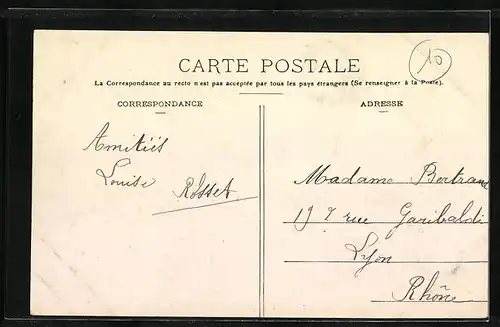 10
CARTE POSTALE
La Correspondance au recto n'est pas acceptée par tous les pays étrangers (Se renseigner à la Poste).
CORRESPONDANCE
ADRESSE
Amitiés
Louise Rosset
Madame Bertrand
197 rue Garibaldi
Lyon
Rhône